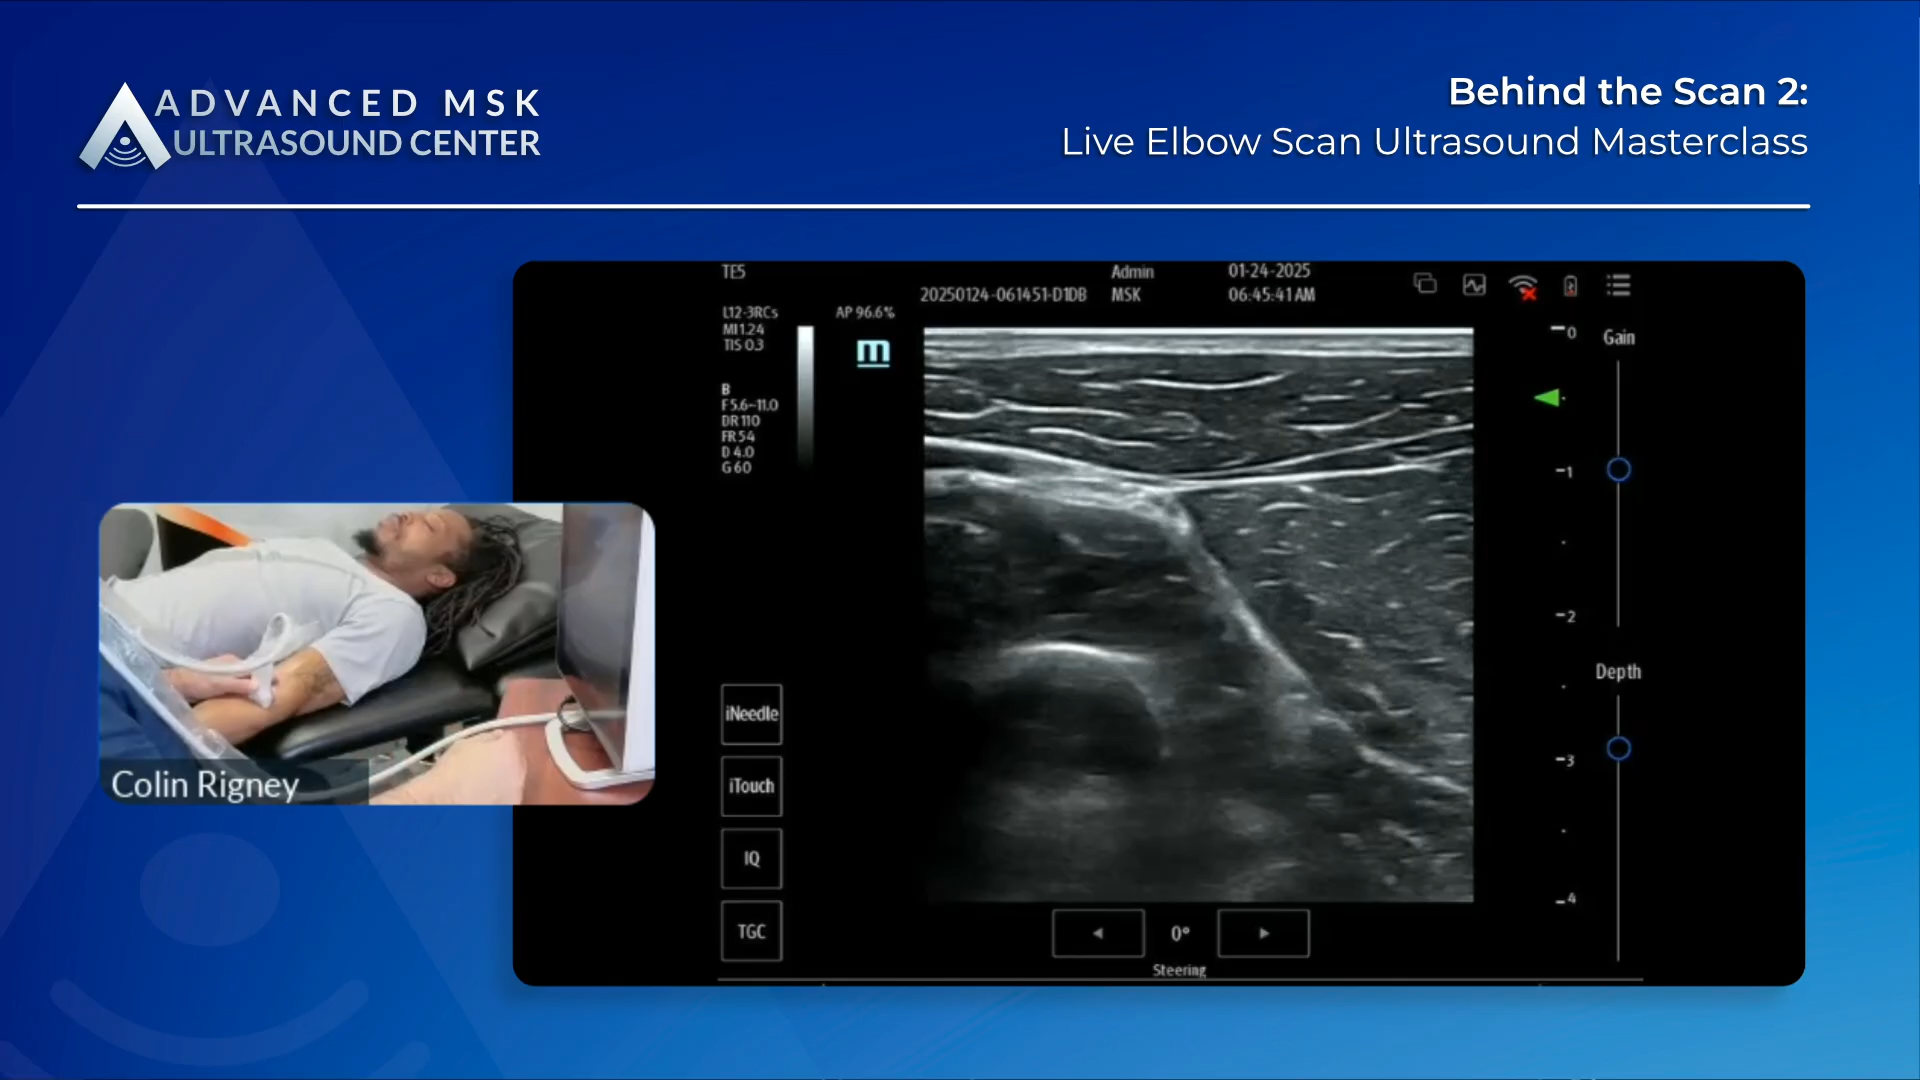 ADVANCED MSK
ULTRASOUND CENTER
Behind the Scan 2:
Live Elbow Scan Ultrasound Masterclass
TE5
Admin
01-24-2025
20250124-061451-D1DB
MSK
06:45:41 AM
L12-3RCs
MI 1.24
TIS 0.3
AP 96.6%
m
B
F 5.6-11.0
DR 110
FR 54
D 4.0
G 60
0
1
2
3
4
Gain
Depth
iNeedle
iTouch
IQ
TGC
0°
Steering
Colin Rigney